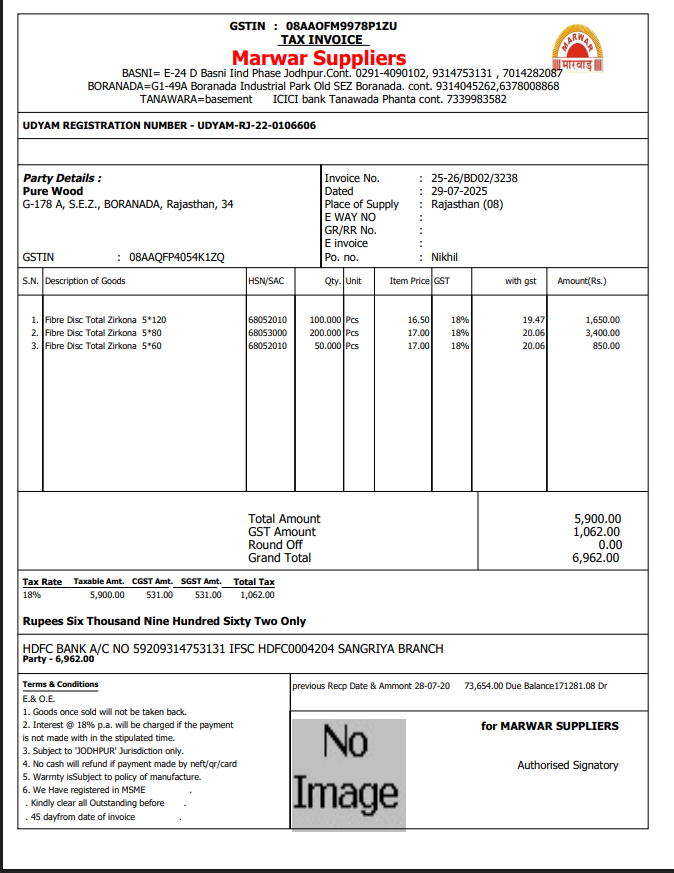 GSTIN : 08AAOFM9978P1ZU
TAX INVOICE
Marwar Suppliers
MARWAR
मारवाड़
BASNI= E-24 D Basni Iind Phase Jodhpur.Cont. 0291-4090102, 9314753131 , 7014282087
BORANADA=G1-49A Boranada Industrial Park Old SEZ Boranada. cont. 9314045262,6378008868
TANAWARA=basement ICICI bank Tanawada Phanta cont. 7339983582
UDYAM REGISTRATION NUMBER - UDYAM-RJ-22-0106606
Party Details :
Pure Wood
G-178 A, S.E.Z., BORANADA, Rajasthan, 34
GSTIN : 08AAQFP4054K1ZQ
Invoice No. : 25-26/BD02/3238
Dated : 29-07-2025
Place of Supply : Rajasthan (08)
E WAY NO :
GR/RR No. :
E invoice :
Po. no. : Nikhil
S.N. Description of Goods HSN/SAC Qty. Unit Item Price GST with gst Amount(Rs.)
1. Fibre Disc Total Zirkona 5*120 68052010 100.000 Pcs 16.50 18% 19.47 1,650.00
2. Fibre Disc Total Zirkona 5*80 68053000 200.000 Pcs 17.00 18% 20.06 3,400.00
3. Fibre Disc Total Zirkona 5*60 68052010 50.000 Pcs 17.00 18% 20.06 850.00
Total Amount 5,900.00
GST Amount 1,062.00
Round Off 0.00
Grand Total 6,962.00
Tax Rate Taxable Amt. CGST Amt. SGST Amt. Total Tax
18% 5,900.00 531.00 531.00 1,062.00
Rupees Six Thousand Nine Hundred Sixty Two Only
HDFC BANK A/C NO 59209314753131 IFSC HDFC0004204 SANGRIYA BRANCH
Party - 6,962.00
Terms & Conditions
E.& O.E.
1. Goods once sold will not be taken back.
2. Interest @ 18% p.a. will be charged if the payment
is not made with in the stipulated time.
3. Subject to 'JODHPUR' Jurisdiction only.
4. No cash will refund if payment made by neft/qr/card
5. Warrnty isSubject to policy of manufacture.
6. We Have registered in MSME .
. Kindly clear all Outstanding before .
. 45 dayfrom date of invoice .
previous Recp Date & Ammont 28-07-20 73,654.00 Due Balance171281.08 Dr
No
Image
for MARWAR SUPPLIERS
Authorised Signatory